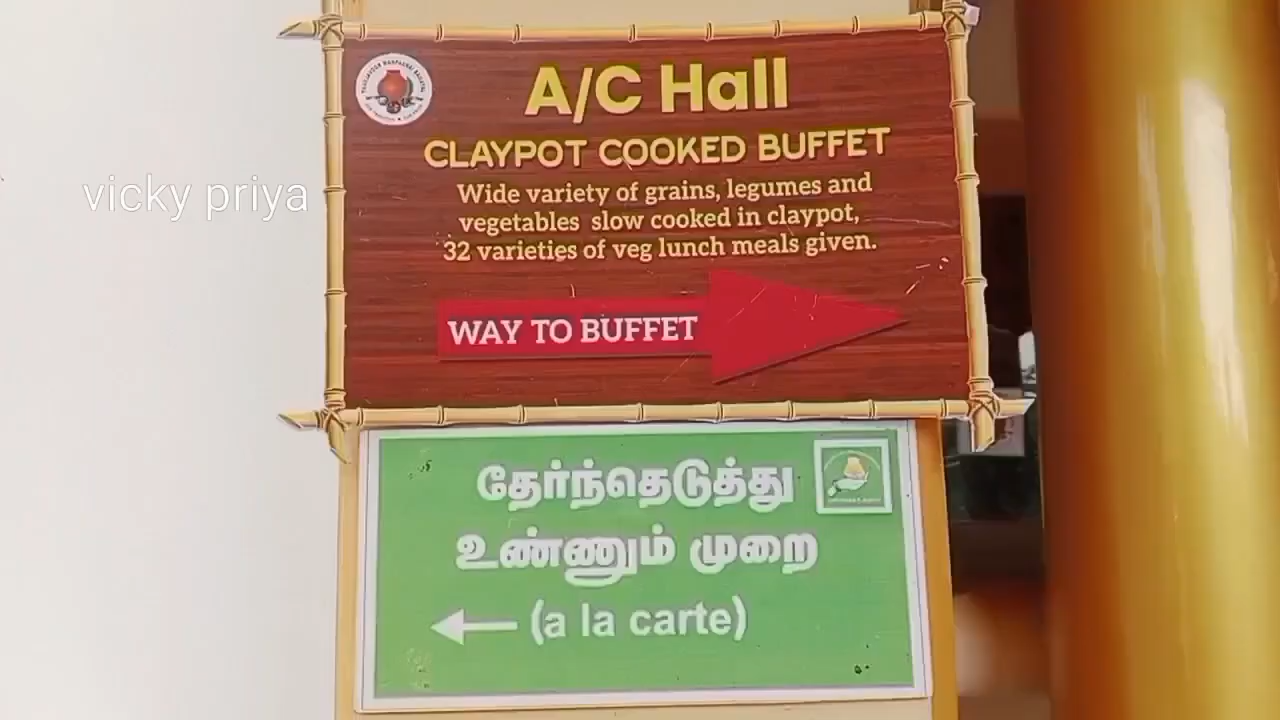 A/C Hall
CLAYPOT COOKED BUFFET
Wide variety of grains, legumes and
vegetables slow cooked in claypot,
32 varieties of veg lunch meals given.
WAY TO BUFFET
vicky priya
தேர்ந்தெடுத்து
உண்ணும் முறை
(a la carte)